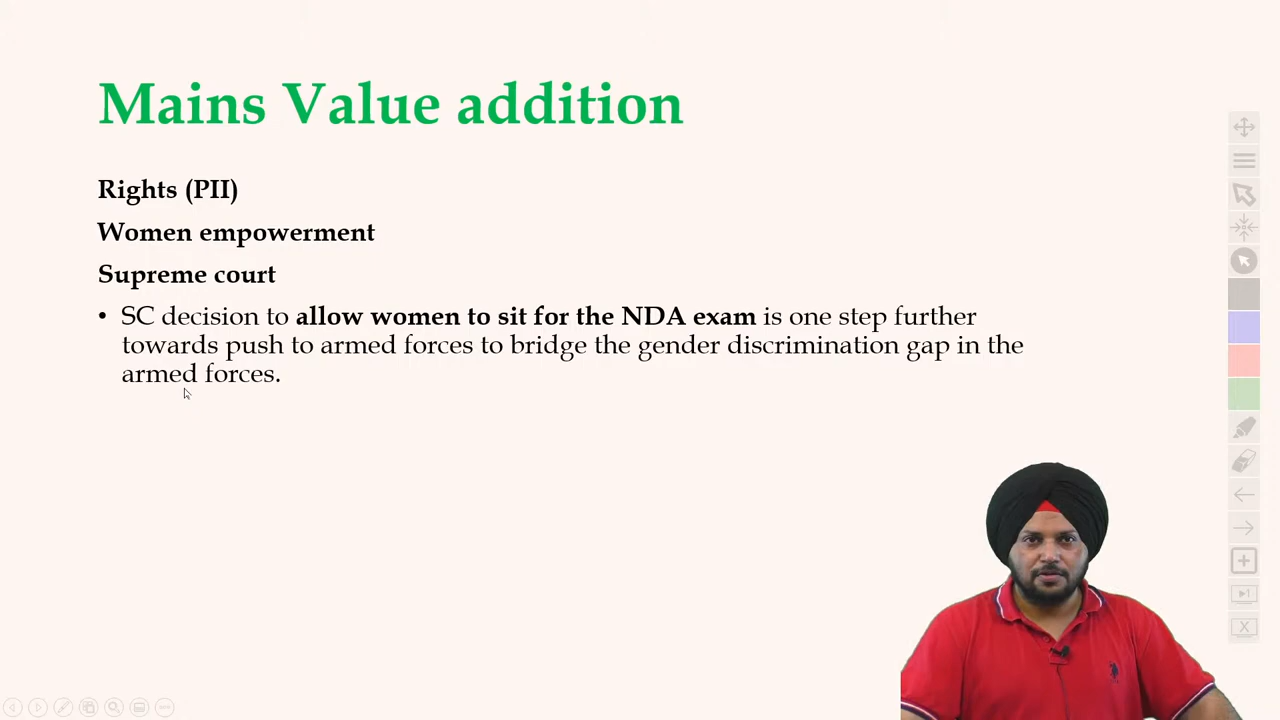 Mains Value addition
Rights (PII)
Women empowerment
Supreme court
• SC decision to allow women to sit for the NDA exam is one step further
towards push to armed forces to bridge the gender discrimination gap in the
armed forces.